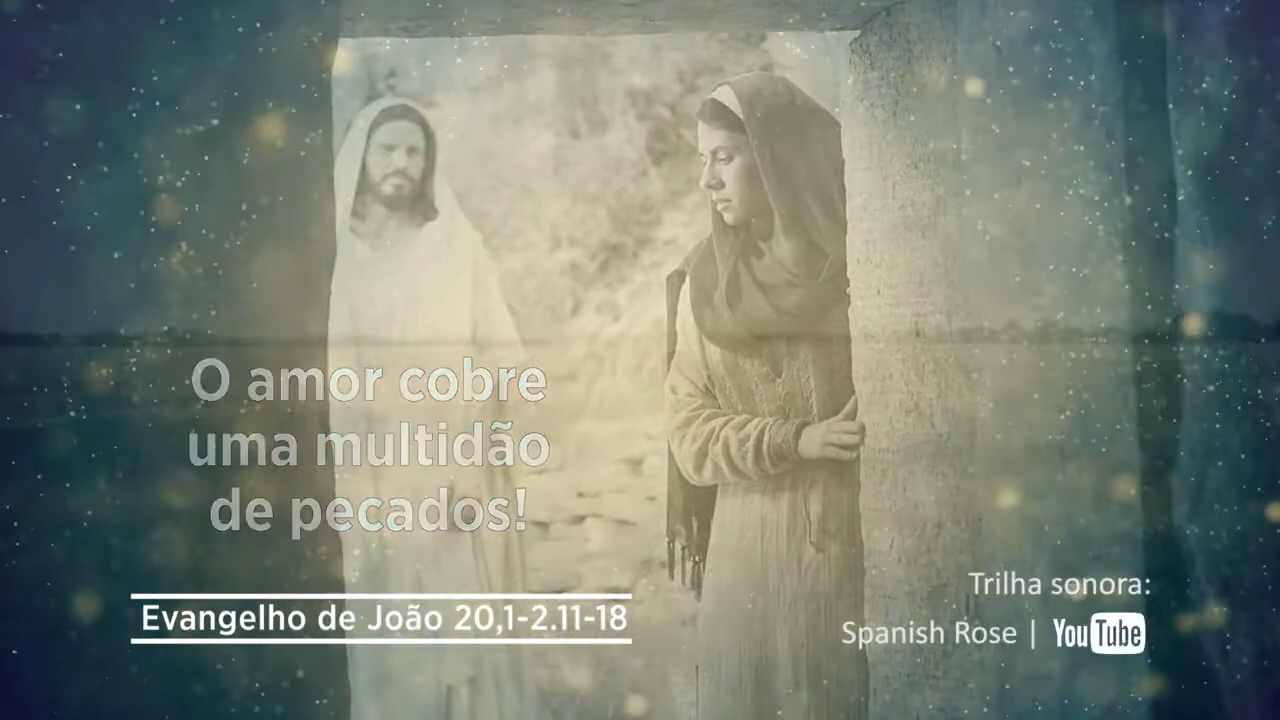 O amor cobre
uma multidão
de pecados!
Evangelho de João 20,1-2.11-18
Trilha sonora:
Spanish Rose | YouTube